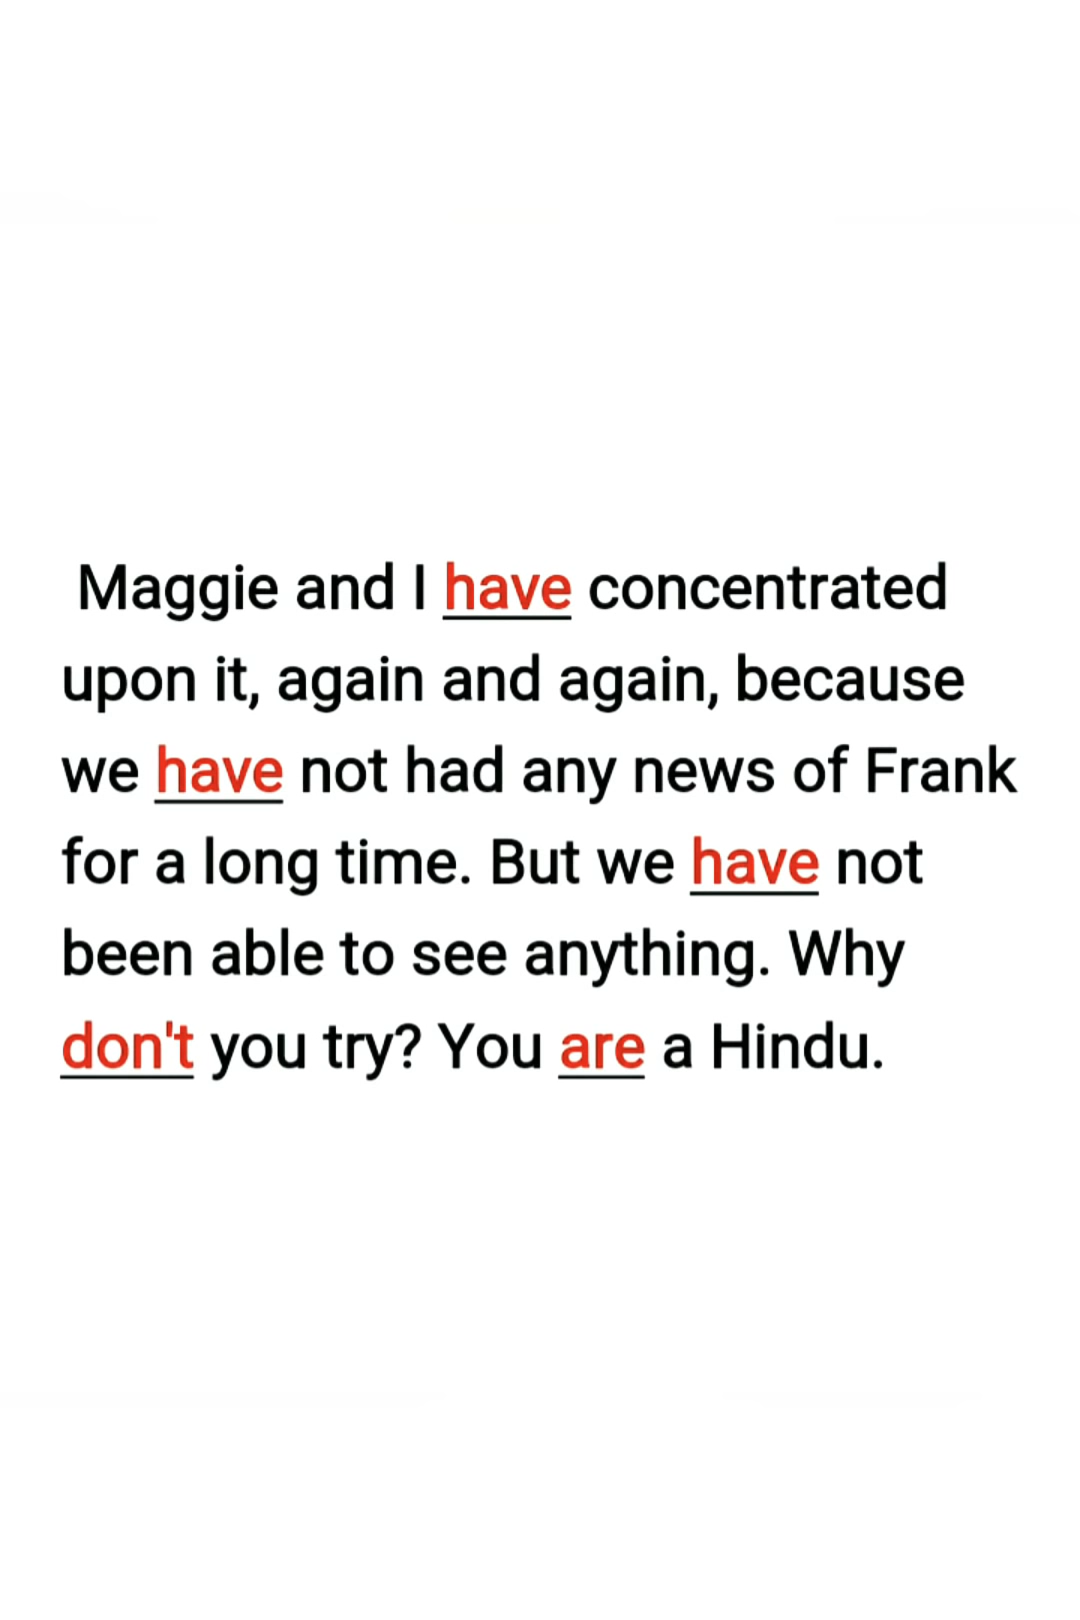 Maggie and I have concentrated
upon it, again and again, because
we have not had any news of Frank
for a long time. But we have not
been able to see anything. Why
don't you try? You are a Hindu.